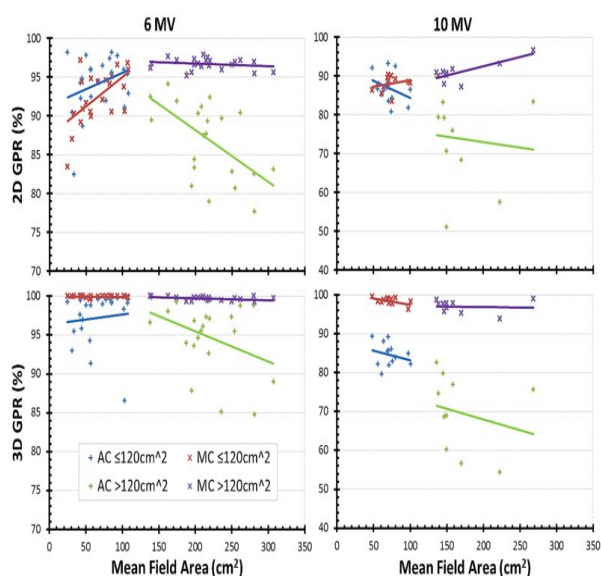 6 MV
10 MV
2D GPR (%)
100
95
90
85
80
75
70
100
90
80
70
60
50
40
3D GPR (%)
100
95
90
85
80
75
70
AC ≤120cm^2
MC ≤120cm^2
AC >120cm^2
MC >120cm^2
100
90
80
70
60
50
40
0 50 100 150 200 250 300 350
0 50 100 150 200 250 300 350
Mean Field Area (cm²)
Mean Field Area (cm²)